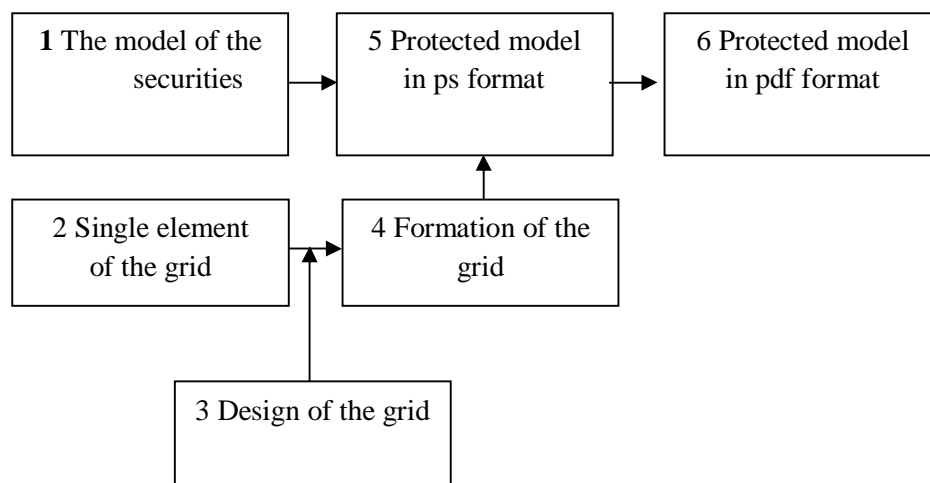 1 The model of the
securities
5 Protected model
in ps format
6 Protected model
in pdf format
2 Single element
of the grid
4 Formation of the
grid
3 Design of the grid